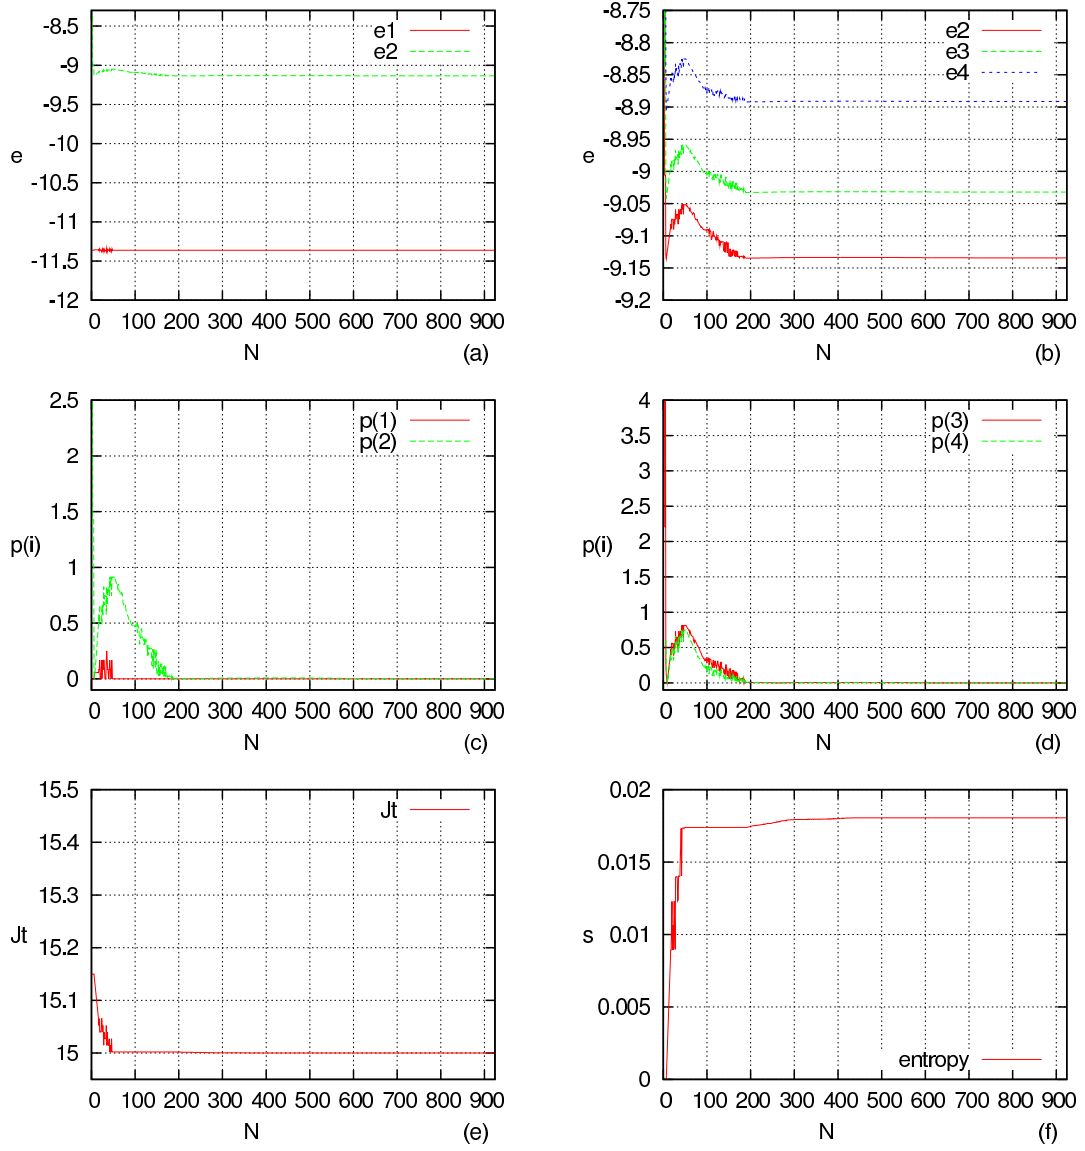 -8.5
-9
-9.5
-10
-10.5
-11
-11.5
-12
e
e1
e2
0 100 200 300 400 500 600 700 800 900
N
(a)
-8.75
-8.8
-8.85
-8.9
-8.95
-9
-9.05
-9.1
-9.15
-9.2
e
e2
e3
e4
0 100 200 300 400 500 600 700 800 900
N
(b)
2.5
2
1.5
1
0.5
0
p(i)
p(1)
p(2)
0 100 200 300 400 500 600 700 800 900
N
(c)
4
3.5
3
2.5
2
1.5
1
0.5
0
p(i)
p(3)
p(4)
0 100 200 300 400 500 600 700 800 900
N
(d)
15.5
15.4
15.3
15.2
15.1
15
Jt
Jt
0 100 200 300 400 500 600 700 800 900
N
(e)
0.02
0.015
0.01
0.005
0
s
entropy
0 100 200 300 400 500 600 700 800 900
N
(f)